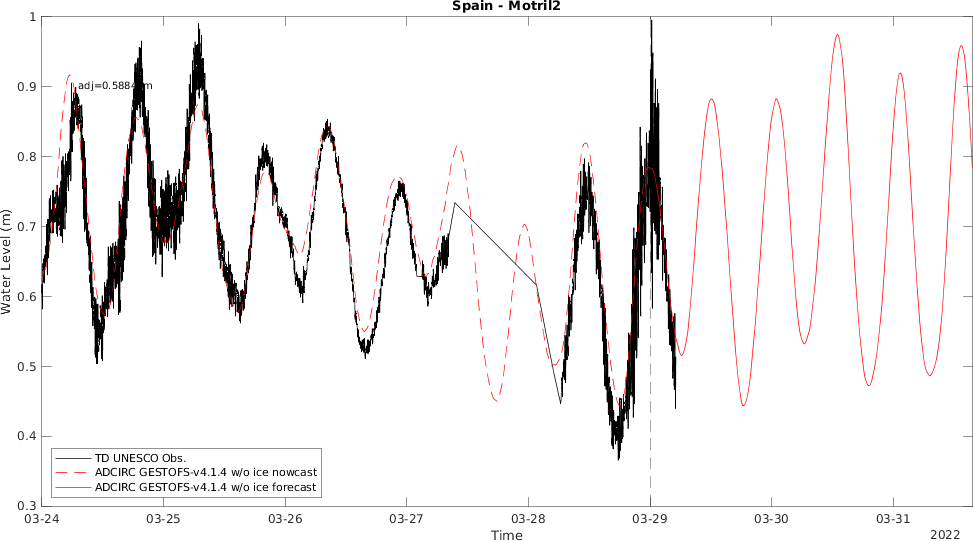 Spain - Motril2
1
0.9
0.8
0.7
0.6
0.5
0.4
0.3
Water Level (m)
adj=0.5884 m
TD UNESCO Obs.
ADCIRC GESTOFS-v4.1.4 w/o ice nowcast
ADCIRC GESTOFS-v4.1.4 w/o ice forecast
03-24 03-25 03-26 03-27 03-28 03-29 03-30 03-31
Time
2022